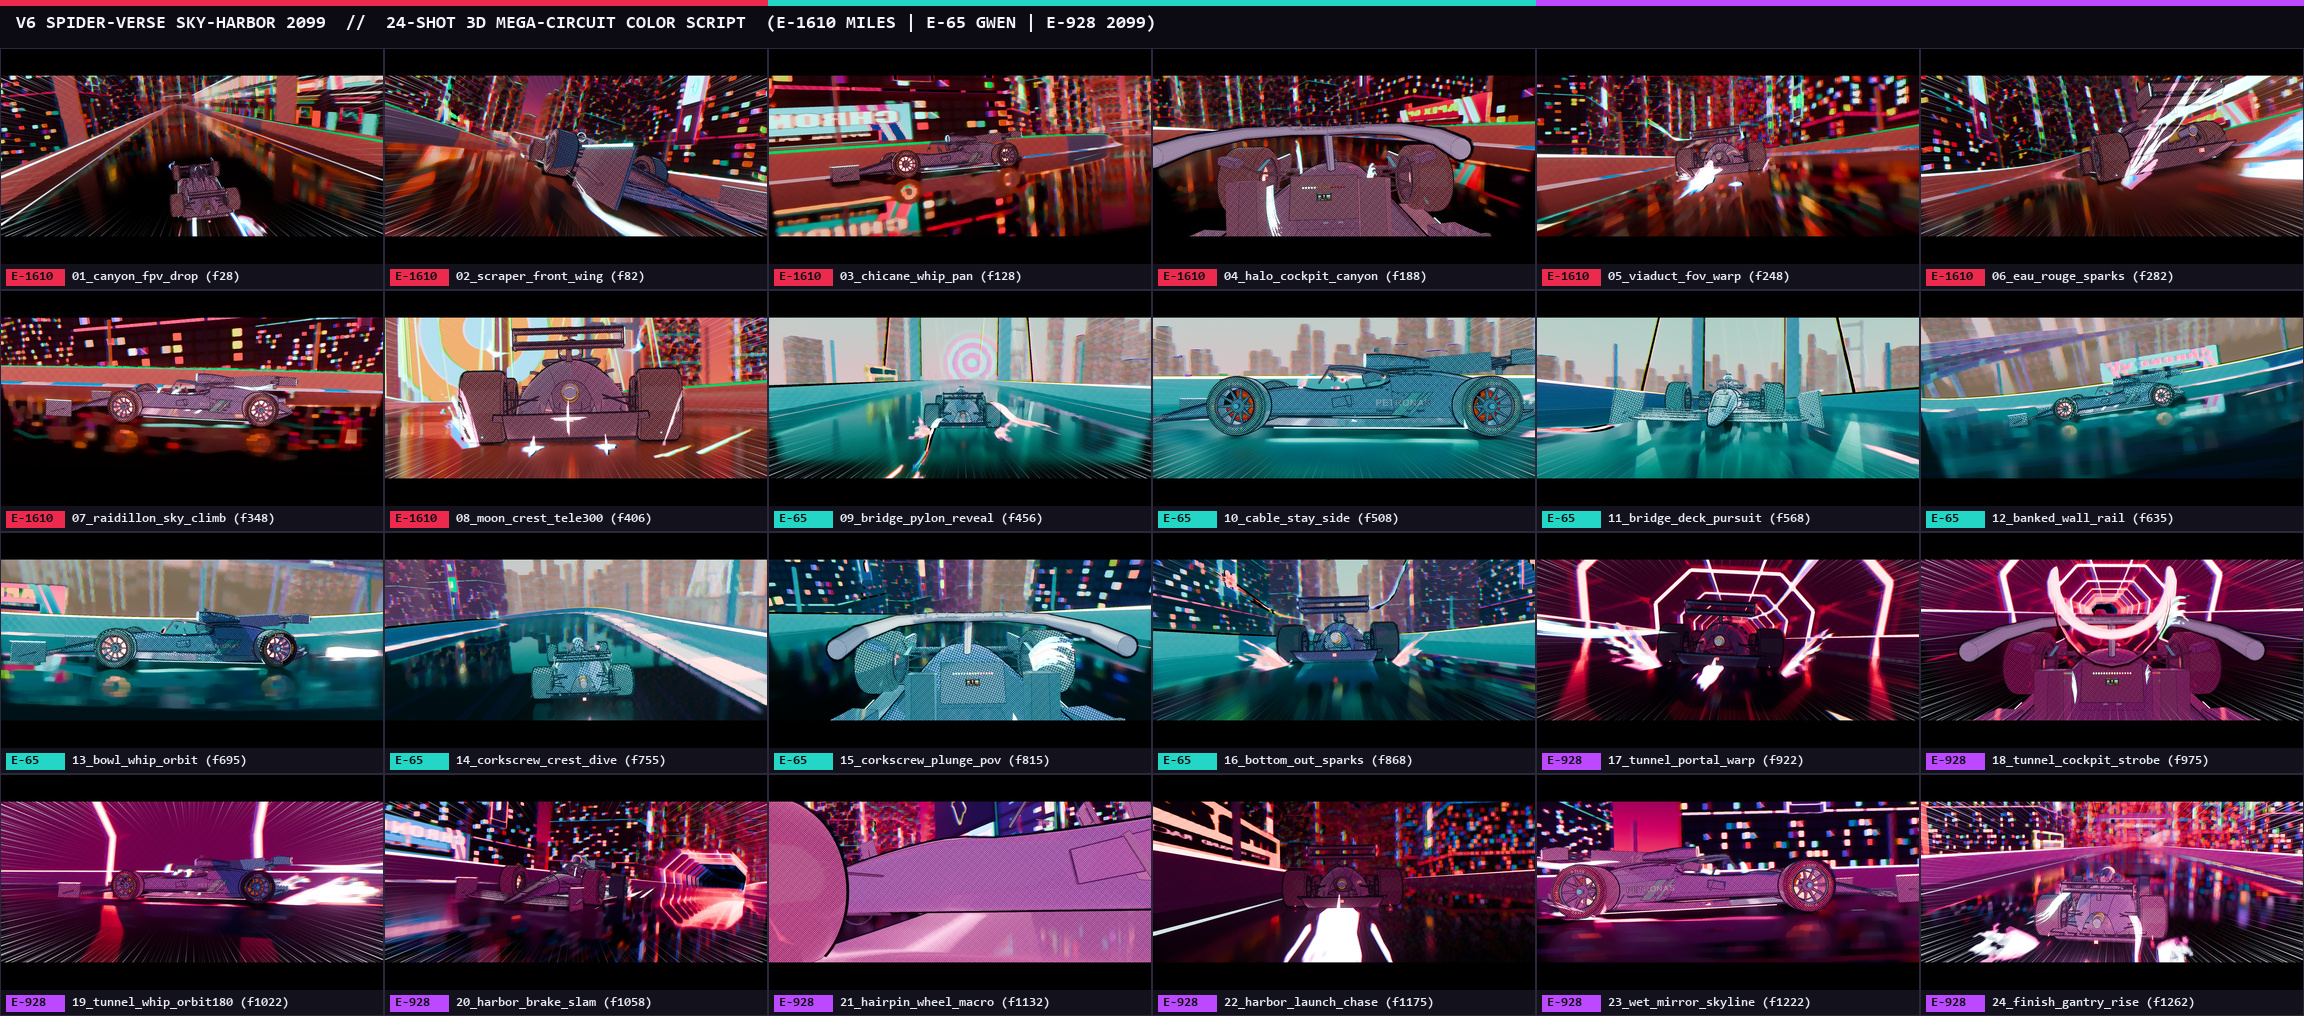 V6 SPIDER-VERSE SKY-HARBOR 2099 // 24-SHOT 3D MEGA-CIRCUIT COLOR SCRIPT (E-1610 MILES | E-65 GWEN | E-928 2099)
E-1610 01_canyon_fpv_drop (f28)
E-1610 02_scraper_front_wing (f82)
E-1610 03_chicane_whip_pan (f128)
E-1610 04_halo_cockpit_canyon (f188)
E-1610 05_viaduct_fov_warp (f248)
E-1610 06_eau_rouge_sparks (f282)
PETRONAS
E-1610 07_raidillon_sky_climb (f348)
E-1610 08_moon_crest_tele300 (f406)
E-65 09_bridge_pylon_reveal (f456)
E-65 10_cable_stay_side (f508)
E-65 11_bridge_deck_pursuit (f568)
E-65 12_banked_wall_rail (f635)
E-65 13_bowl_whip_orbit (f695)
E-65 14_corkscrew_crest_dive (f755)
E-65 15_corkscrew_plunge_pov (f815)
E-65 16_bottom_out_sparks (f868)
E-928 17_tunnel_portal_warp (f922)
E-928 18_tunnel_cockpit_strobe (f975)
PETRONAS
E-928 19_tunnel_whip_orbit180 (f1022)
E-928 20_harbor_brake_slam (f1058)
E-928 21_hairpin_wheel_macro (f1132)
E-928 22_harbor_launch_chase (f1175)
E-928 23_wet_mirror_skyline (f1222)
E-928 24_finish_gantry_rise (f1262)